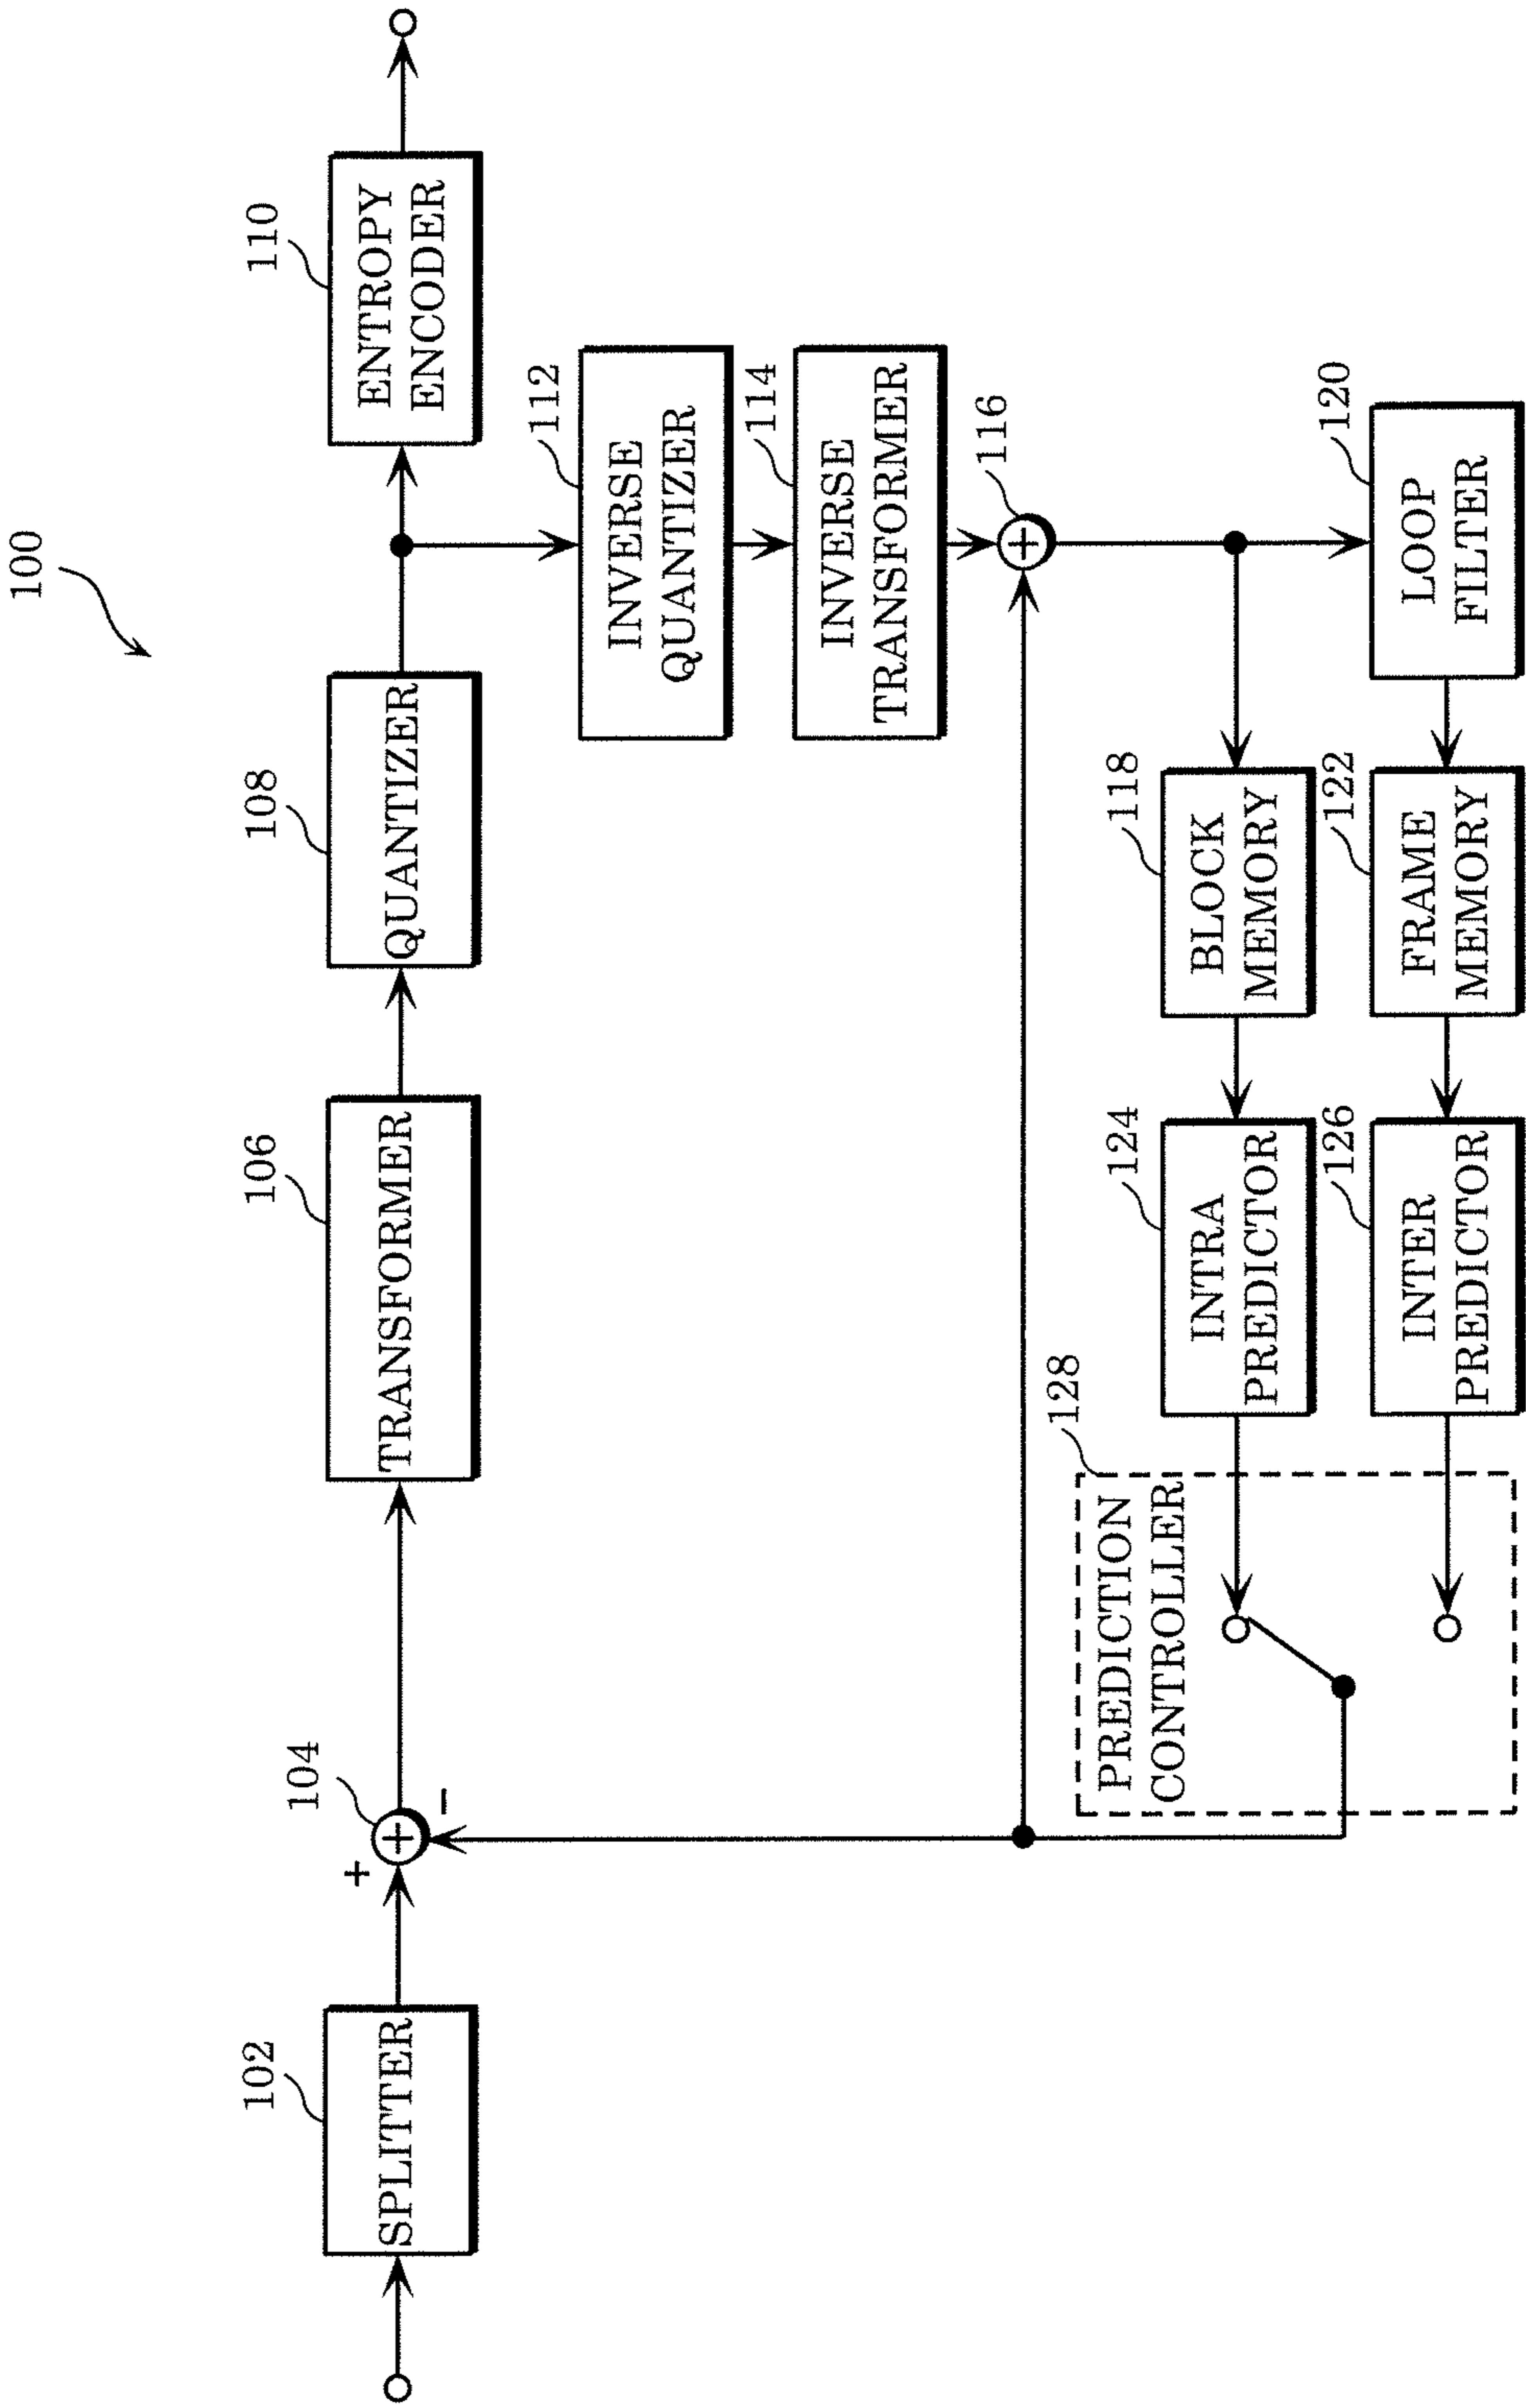 100
102
SPLITTER
104
+
−
106
TRANSFORMER
108
QUANTIZER
110
ENTROPY
ENCODER
112
INVERSE
QUANTIZER
114
INVERSE
TRANSFORMER
116
128
PREDICTION
CONTROLLER
124
INTRA
PREDICTOR
118
BLOCK
MEMORY
126
INTER
PREDICTOR
122
FRAME
MEMORY
120
LOOP
FILTER